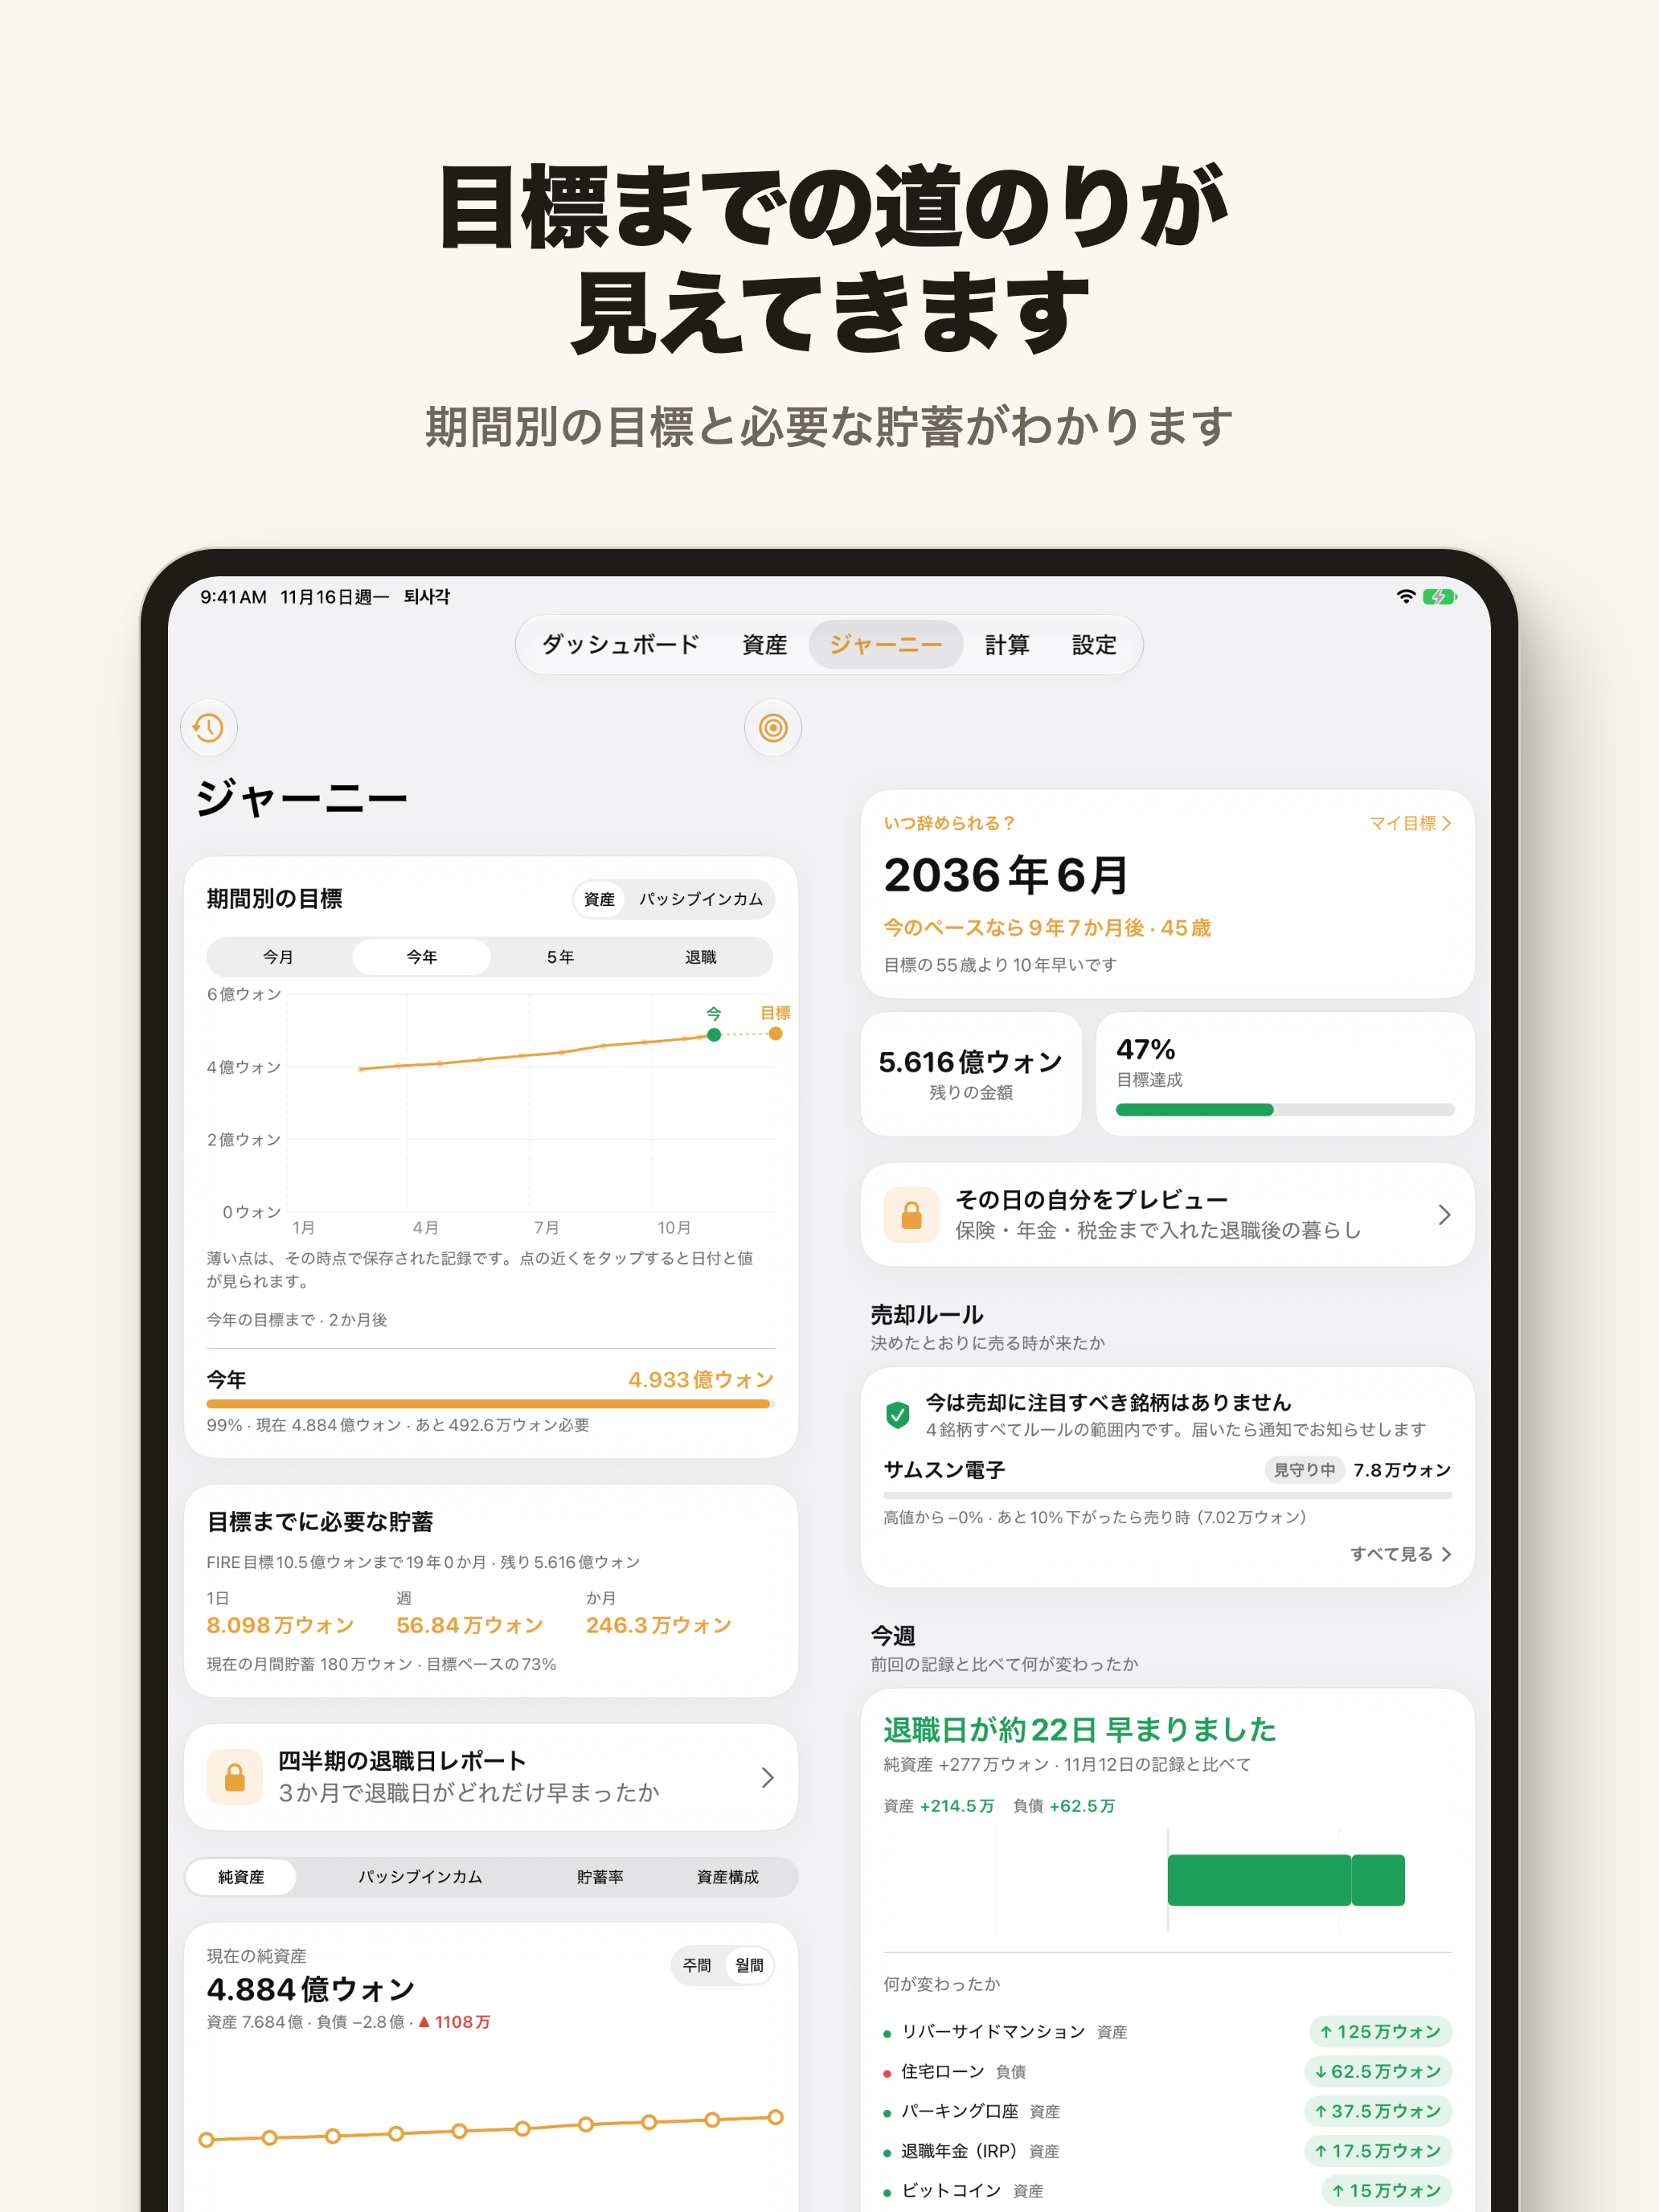 目標までの道のりが
見えてきます
期間別の目標と必要な貯蓄がわかります
9:41 AM 11月16日週一 퇴사각
ダッシュボード 資産 ジャーニー 計算 設定
ジャーニー
期間別の目標 資産 パッシブインカム
今月 今年 5年 退職
6億ウォン
今 目標
4億ウォン
2億ウォン
0ウォン
1月 4月 7月 10月
薄い点は、その時点で保存された記録です。点の近くをタップすると日付と値
が見られます。
今年の目標まで · 2か月後
今年 4.933億ウォン
99% · 現在 4.884億ウォン · あと492.6万ウォン必要
目標までに必要な貯蓄
FIRE目標10.5億ウォンまで19年0か月 · 残り5.616億ウォン
1日 週 か月
8.098万ウォン 56.84万ウォン 246.3万ウォン
現在の月間貯蓄 180万ウォン · 目標ペースの73%
四半期の退職日レポート
3か月で退職日がどれだけ早まったか
純資産 パッシブインカム 貯蓄率 資産構成
現在の純資産
주間 월間
4.884億ウォン
資産 7.684億 · 負債 −2.8億 · ▲ 1108万
いつ辞められる？ マイ目標
2036年6月
今のペースなら9年7か月後 · 45歳
目標の55歳より10年早いです
5.616億ウォン
残りの金額
47%
目標達成
その日の自分をプレビュー
保険・年金・税金まで入れた退職後の暮らし
売却ルール
決めたとおりに売る時が来たか
今は売却に注目すべき銘柄はありません
4銘柄すべてルールの範囲内です。届いたら通知でお知らせします
サムスン電子 見守り中 7.8万ウォン
高値から −0% · あと10%下がったら売り時（7.02万ウォン）
すべて見る
今週
前回の記録と比べて何が変わったか
退職日が約22日 早まりました
純資産 +277万ウォン · 11月12日の記録と比べて
資産 +214.5万 負債 +62.5万
何が変わったか
リバーサイドマンション 資産 ↑ 125万ウォン
住宅ローン 負債 ↓ 62.5万ウォン
パーキング口座 資産 ↑ 37.5万ウォン
退職年金（IRP） 資産 ↑ 17.5万ウォン
ビットコイン 資産 ↑ 15万ウォン